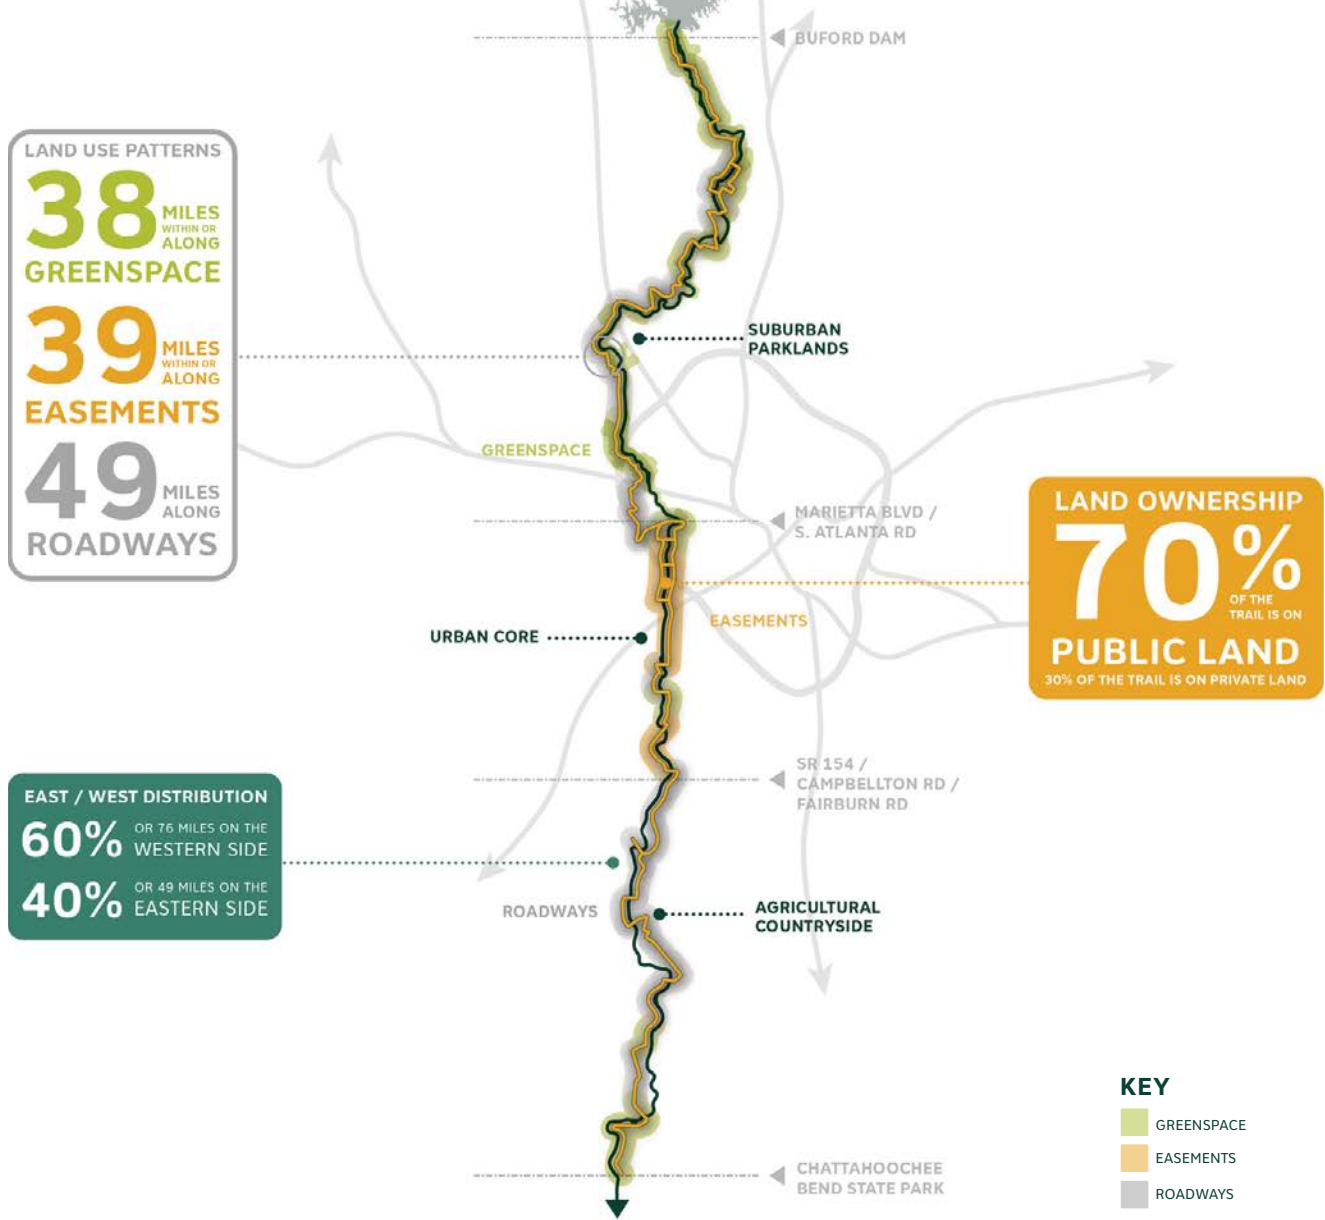 BUFORD DAM
LAND USE PATTERNS
38 MILES
WITHIN OR
ALONG
GREENSPACE
39 MILES
WITHIN OR
ALONG
EASEMENTS
49 MILES
ALONG
ROADWAYS
SUBURBAN
PARKLANDS
GREENSPACE
MARIETTA BLVD /
S. ATLANTA RD
LAND OWNERSHIP
70%
OF THE
TRAIL IS ON
PUBLIC LAND
30% OF THE TRAIL IS ON PRIVATE LAND
EASEMENTS
URBAN CORE
SR 154 /
CAMPBELLTON RD /
FAIRBURN RD
EAST / WEST DISTRIBUTION
60% OR 76 MILES ON THE
WESTERN SIDE
40% OR 49 MILES ON THE
EASTERN SIDE
ROADWAYS
AGRICULTURAL
COUNTRYSIDE
KEY
GREENSPACE
EASEMENTS
ROADWAYS
CHATTAHOOCHEE
BEND STATE PARK